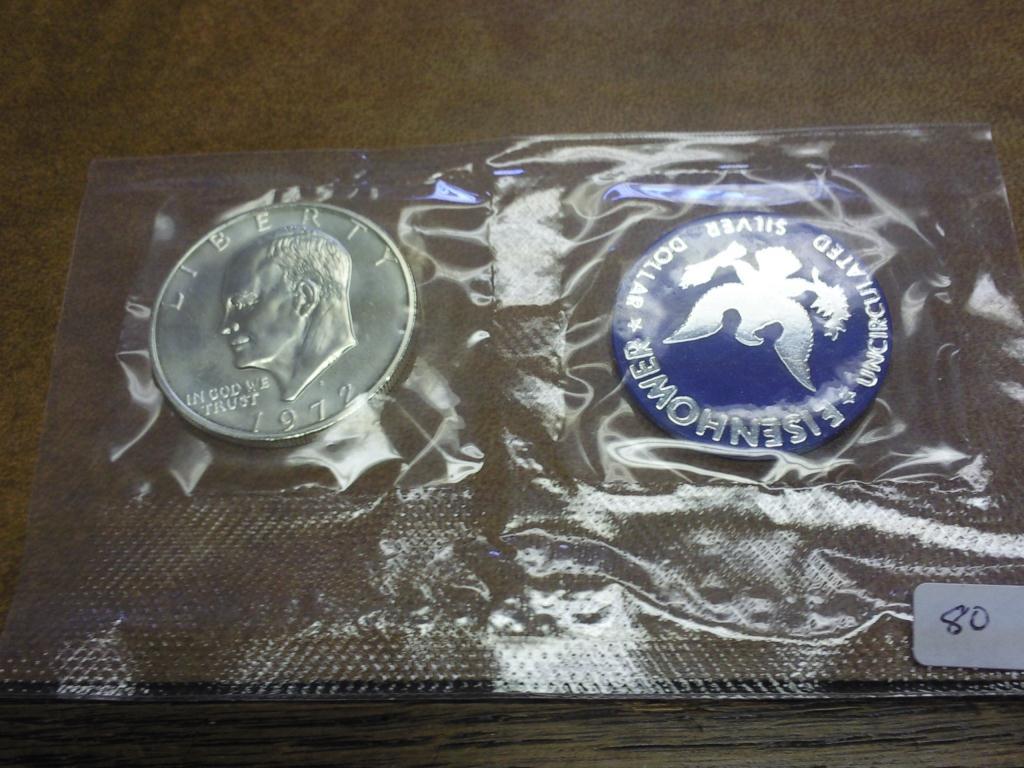 LIBERTY
IN GOD WE
TRUST
1972
UNCIRCULATED SILVER DOLLAR
★ EISENHOWER ★
80